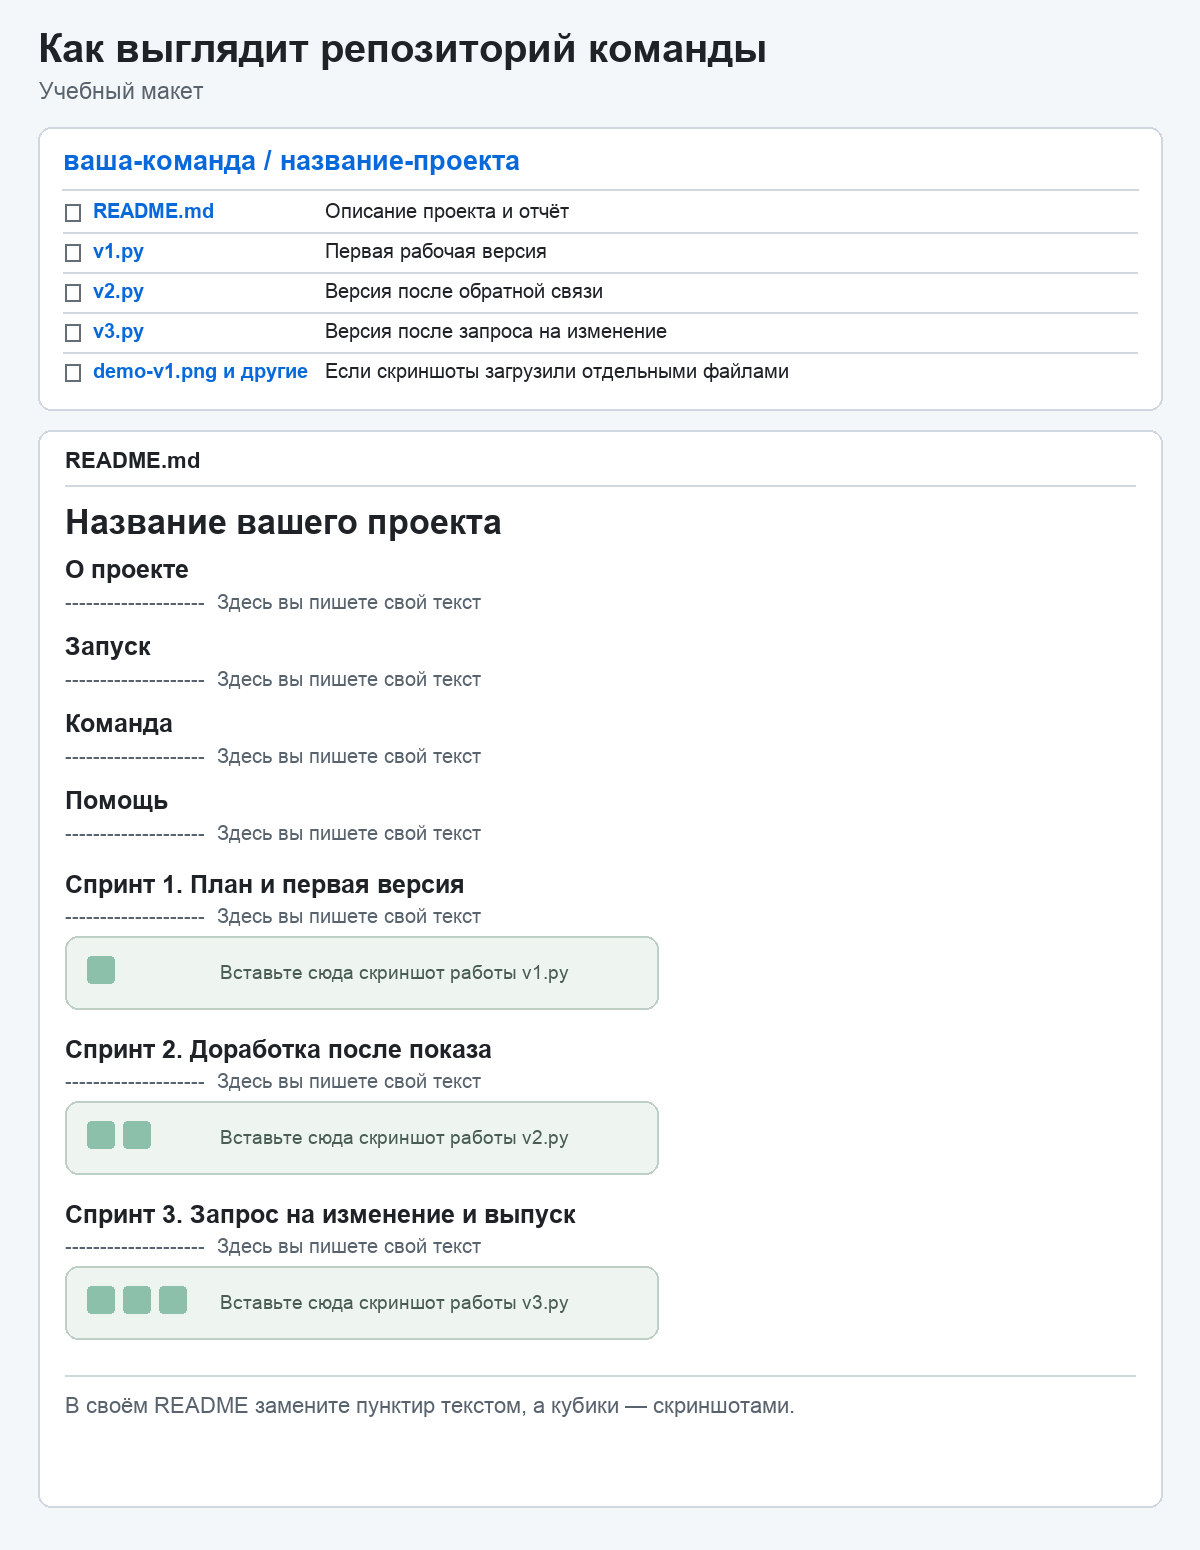 Как выглядит репозиторий команды
Учебный макет
ваша-команда / название-проекта
README.md Описание проекта и отчёт
v1.py Первая рабочая версия
v2.py Версия после обратной связи
v3.py Версия после запроса на изменение
demo-v1.png и другие Если скриншоты загрузили отдельными файлами
README.md
Название вашего проекта
О проекте
-------------------- Здесь вы пишете свой текст
Запуск
-------------------- Здесь вы пишете свой текст
Команда
-------------------- Здесь вы пишете свой текст
Помощь
-------------------- Здесь вы пишете свой текст
Спринт 1. План и первая версия
-------------------- Здесь вы пишете свой текст
Вставьте сюда скриншот работы v1.py
Спринт 2. Доработка после показа
-------------------- Здесь вы пишете свой текст
Вставьте сюда скриншот работы v2.py
Спринт 3. Запрос на изменение и выпуск
-------------------- Здесь вы пишете свой текст
Вставьте сюда скриншот работы v3.py
В своём README замените пунктир текстом, а кубики — скриншотами.